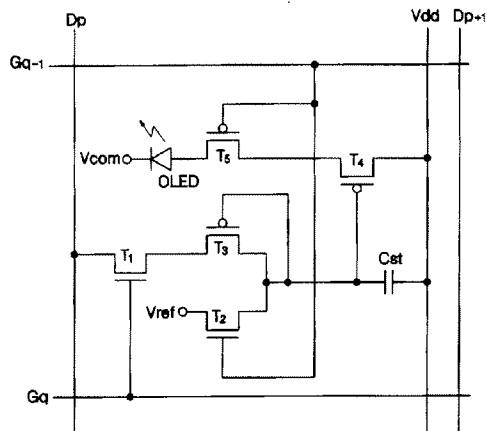 Dp
Vdd
Dp+1
Gq-1
Vcom
OLED
T5
T4
T1
T3
Cst
Vref
T2
Gq